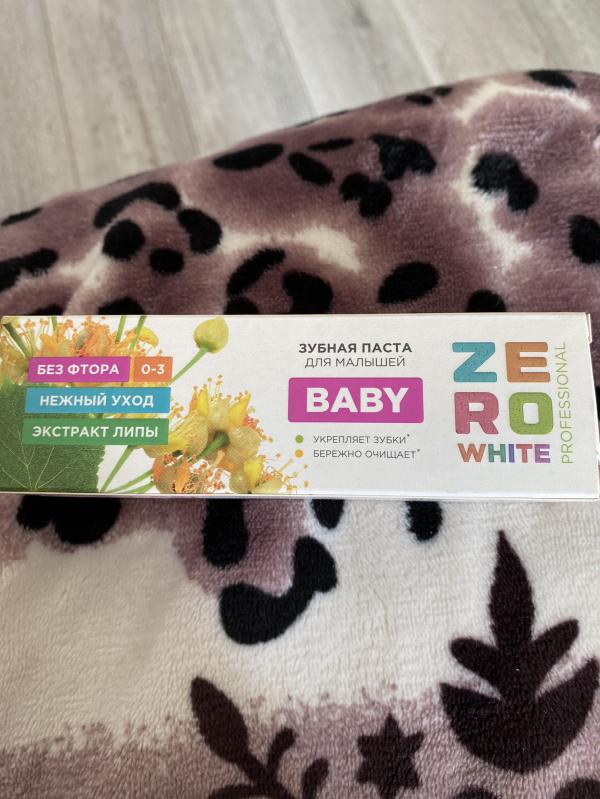 БЕЗ ФТОРА 0-3
НЕЖНЫЙ УХОД
ЭКСТРАКТ ЛИПЫ
ЗУБНАЯ ПАСТА
ДЛЯ МАЛЫШЕЙ
BABY
УКРЕПЛЯЕТ ЗУБКИ*
БЕРЕЖНО ОЧИЩАЕТ*
ZE
RO
WHITE
PROFESSIONAL